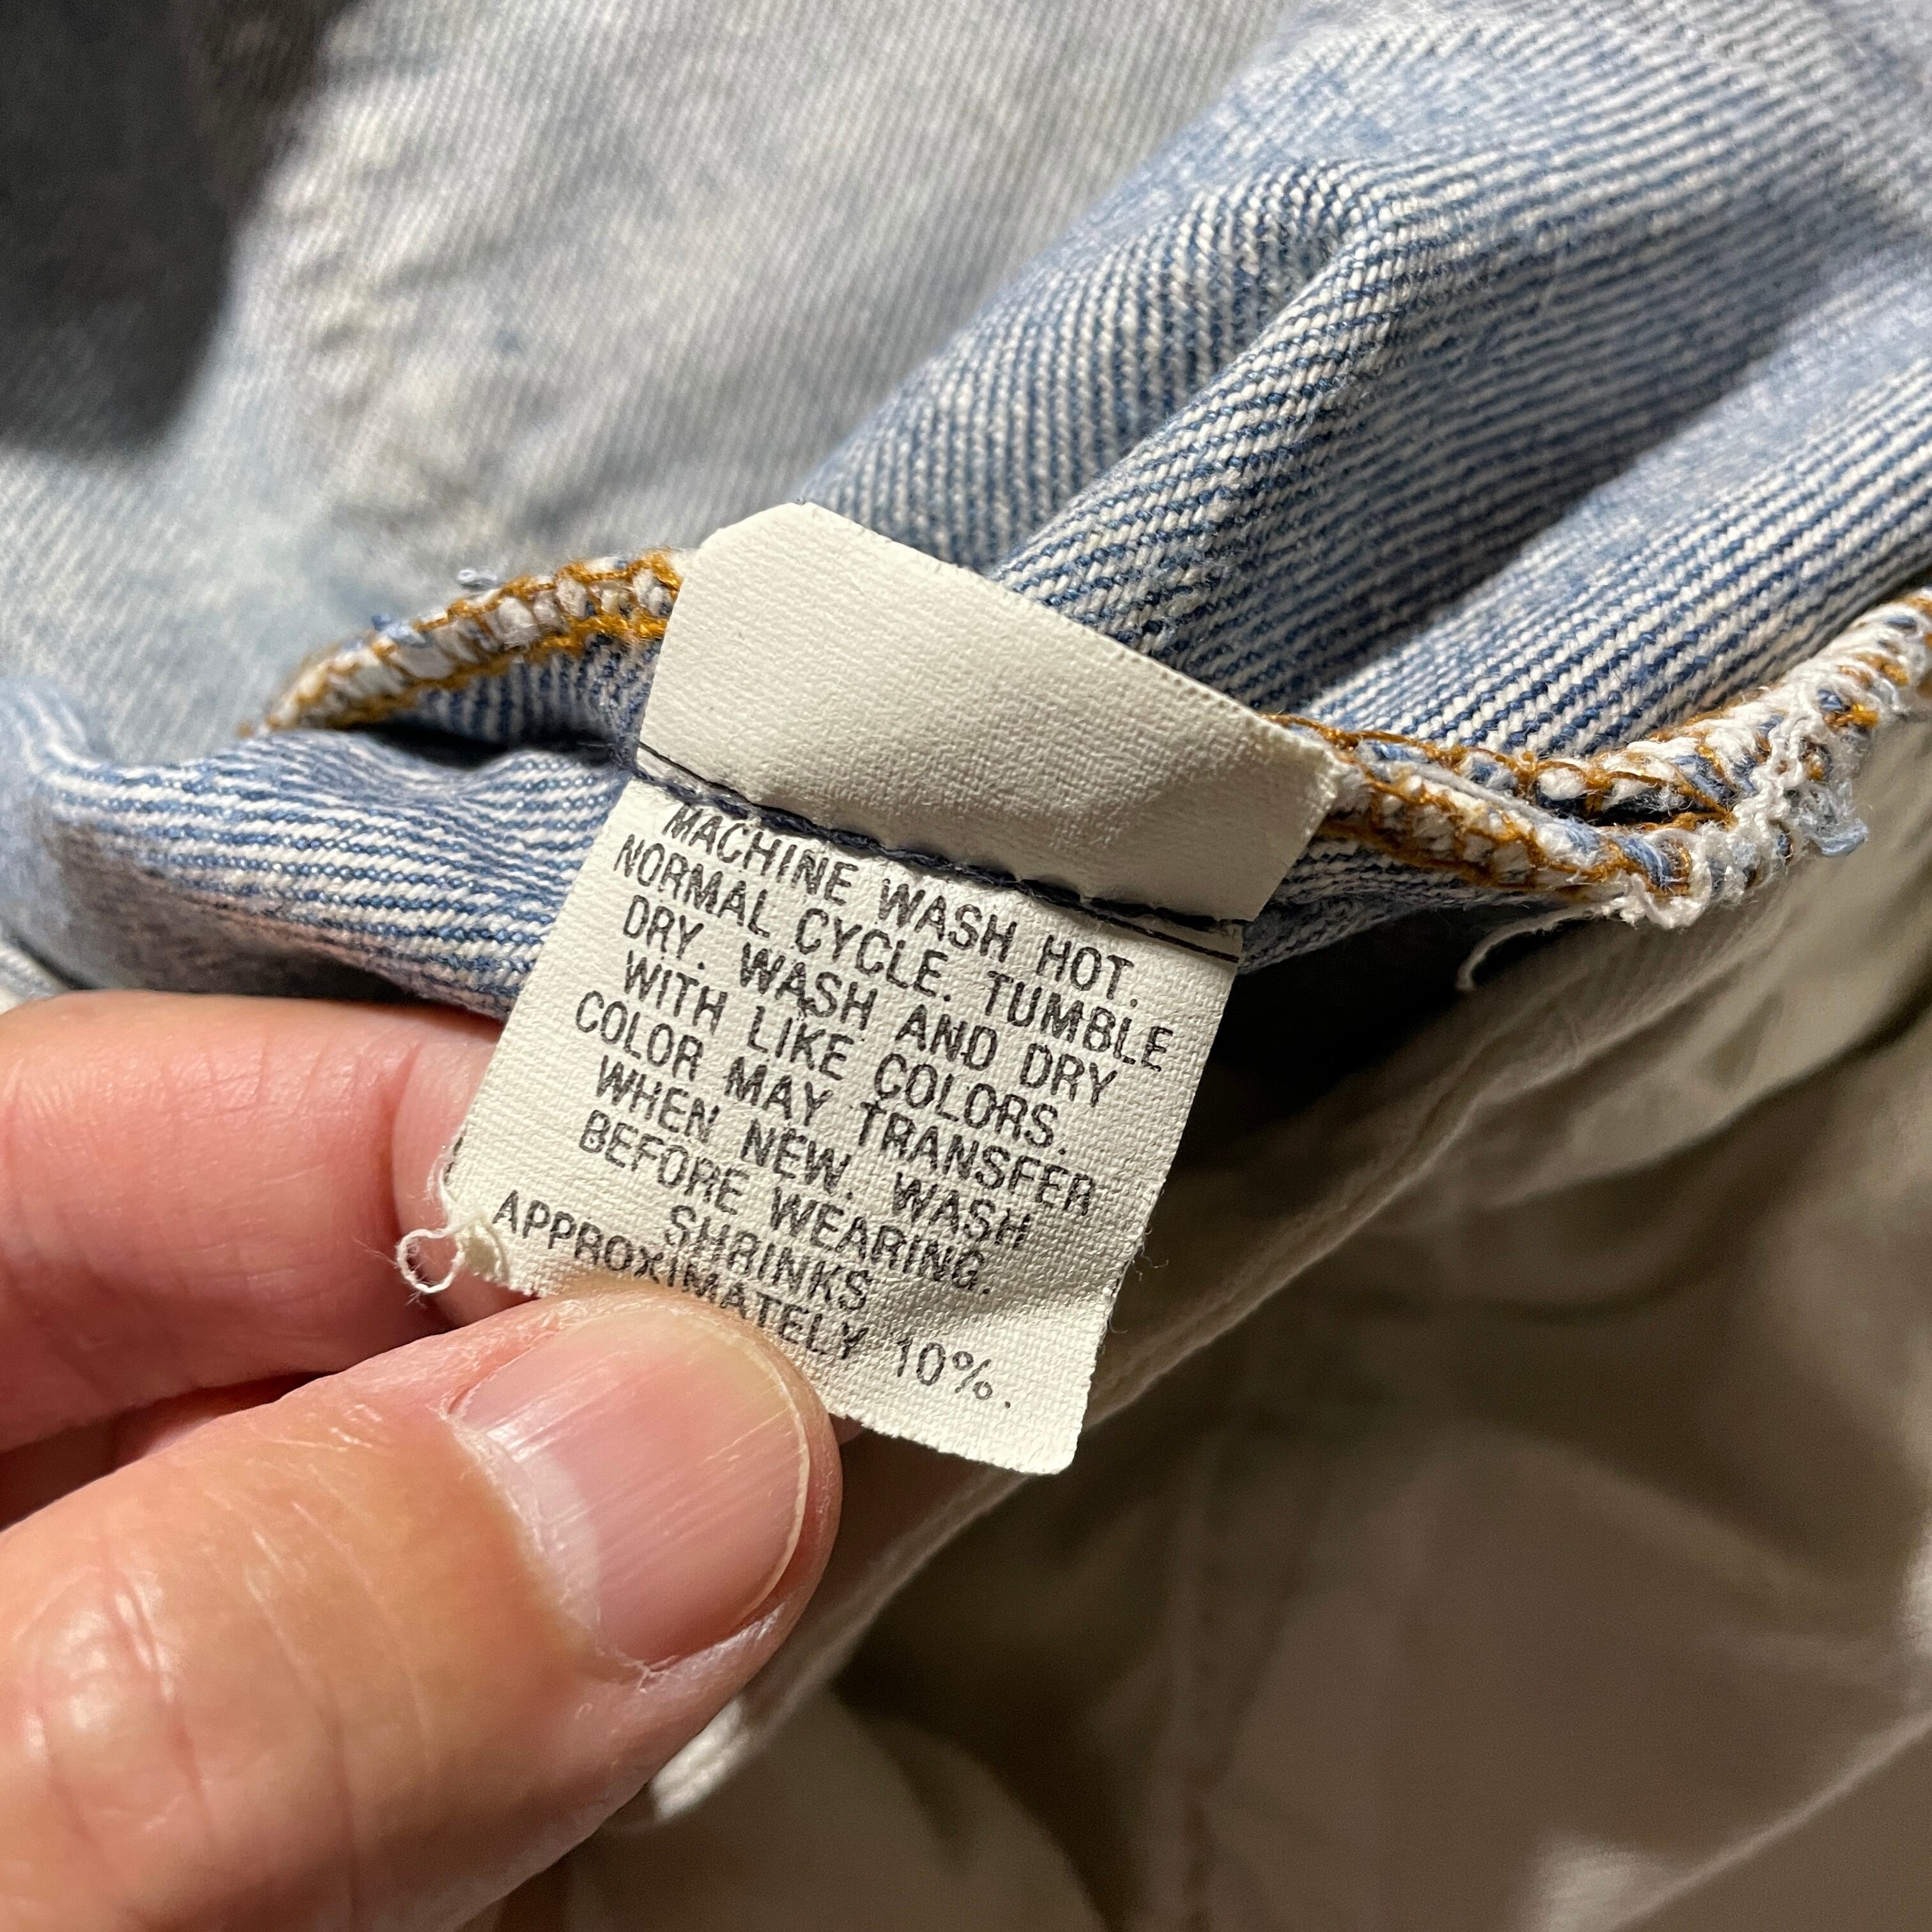 MACHINE WASH HOT.
NORMAL CYCLE. TUMBLE
DRY. WASH AND DRY
WITH LIKE COLORS.
COLOR MAY TRANSFER
WHEN NEW. WASH
BEFORE WEARING.
SHRINKS
APPROXIMATELY 10%.